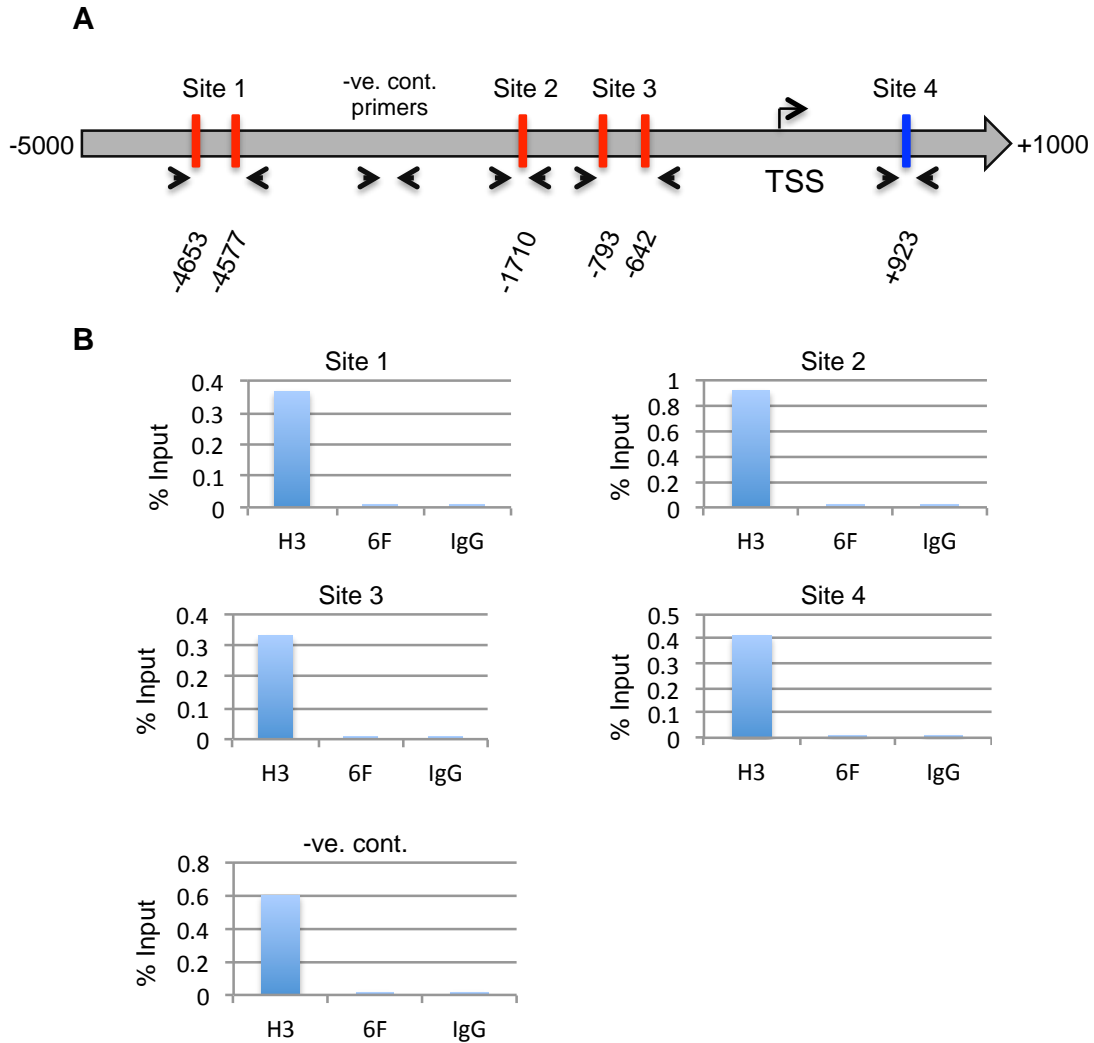 A
Site 1
-ve. cont.
primers
Site 2
Site 3
Site 4
-5000
+1000
TSS
-4653
-4577
-1710
-793
-642
+923
B
Site 1
% Input
0.4
0.3
0.2
0.1
0
H3 6F IgG
Site 2
% Input
1
0.8
0.6
0.4
0.2
0
H3 6F IgG
Site 3
% Input
0.4
0.3
0.2
0.1
0
H3 6F IgG
Site 4
% Input
0.5
0.4
0.3
0.2
0.1
0
H3 6F IgG
-ve. cont.
% Input
0.8
0.6
0.4
0.2
0
H3 6F IgG